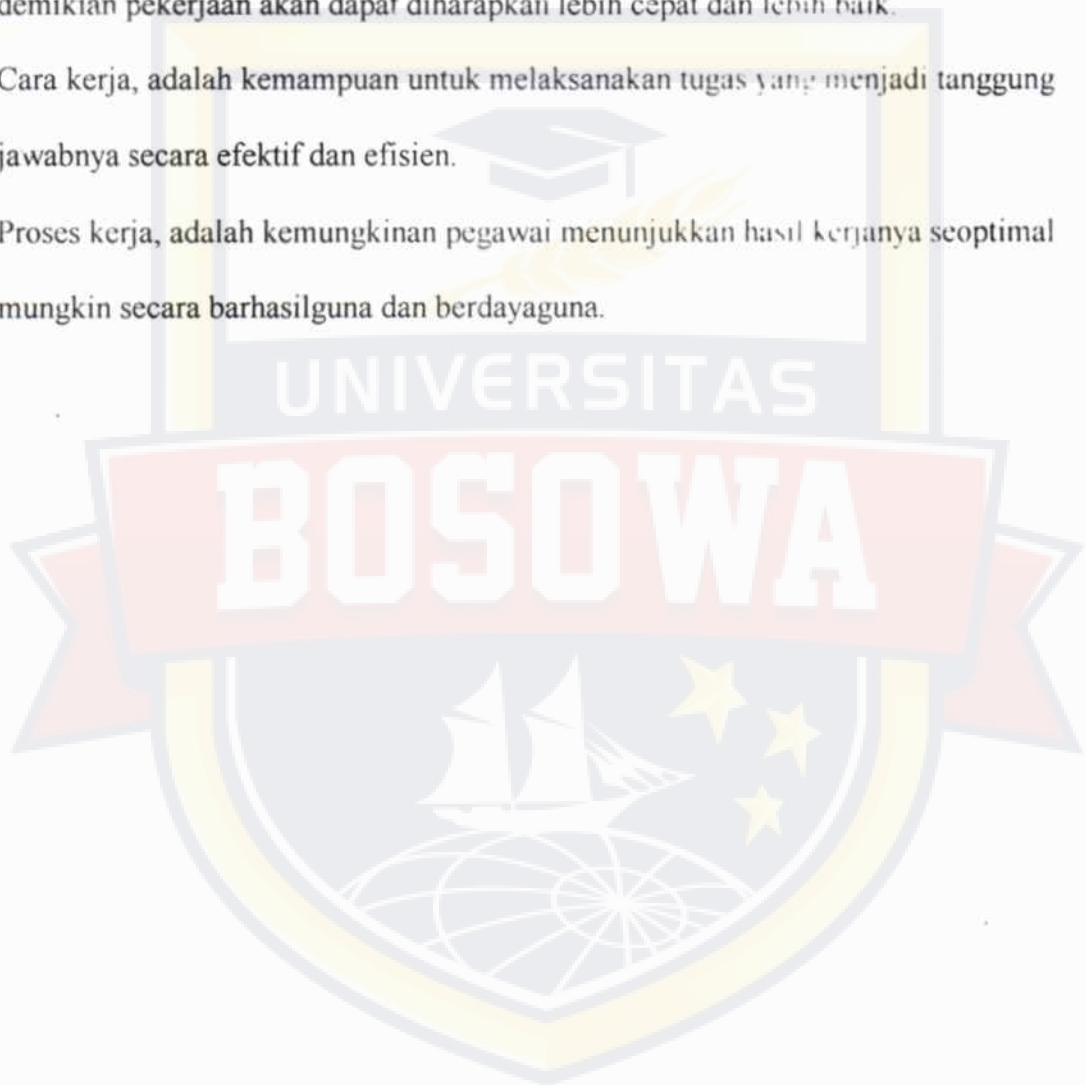 demikian pekerjaan akan dapat diharapkan lebih cepat dan lebih baik.
Cara kerja, adalah kemampuan untuk melaksanakan tugas yang menjadi tanggung
jawabnya secara efektif dan efisien.
Proses kerja, adalah kemungkinan pegawai menunjukkan hasil kerjanya seoptimal
mungkin secara barhasilguna dan berdayaguna.
UNIVERSITAS
BOSOWA